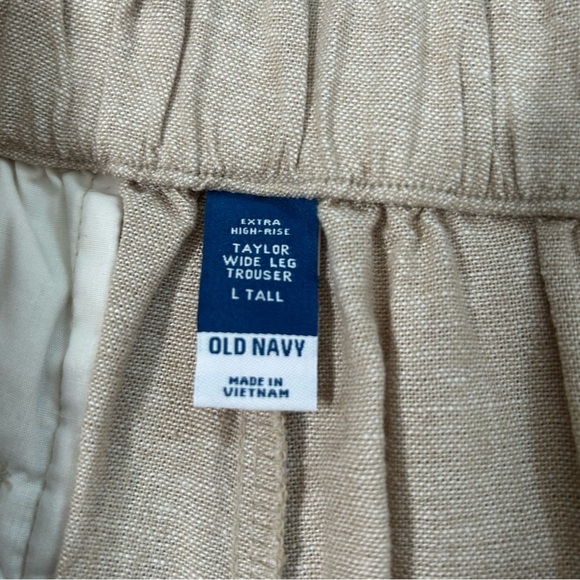 EXTRA
HIGH-RISE
TAYLOR
WIDE LEG
TROUSER
L TALL
OLD NAVY
MADE IN
VIETNAM